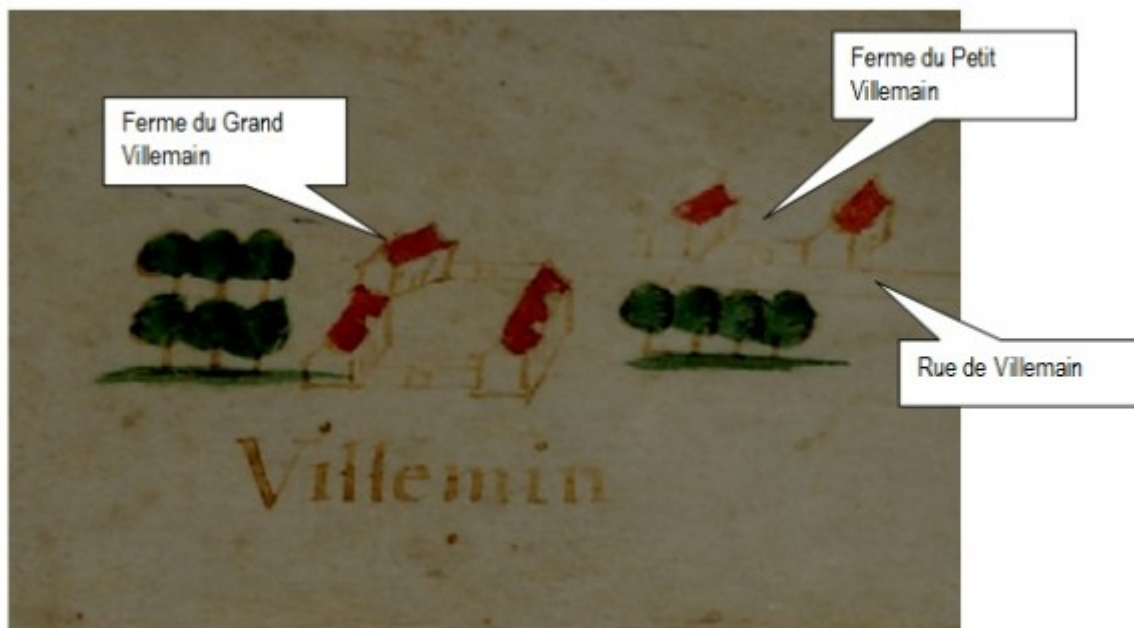 Ferme du Petit
Villemain
Ferme du Grand
Villemain
Rue de Villemain
Villemin